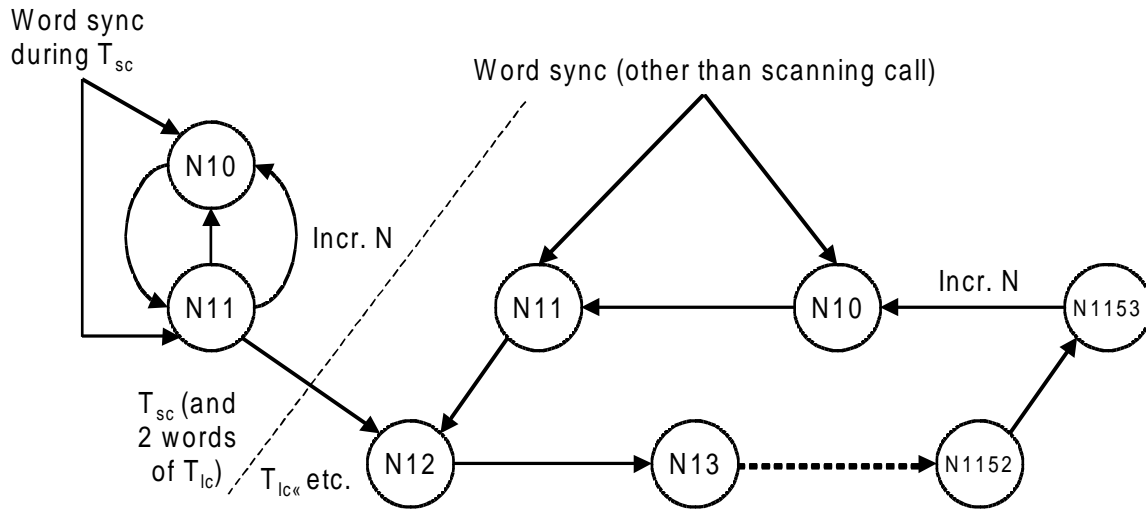 Word sync
during Tsc
Word sync (other than scanning call)
N10
Incr. N
N11
N11
N10
Incr. N
N1153
Tsc (and
2 words
of Tlc)
Tlc« etc.
N12
N13
N1152